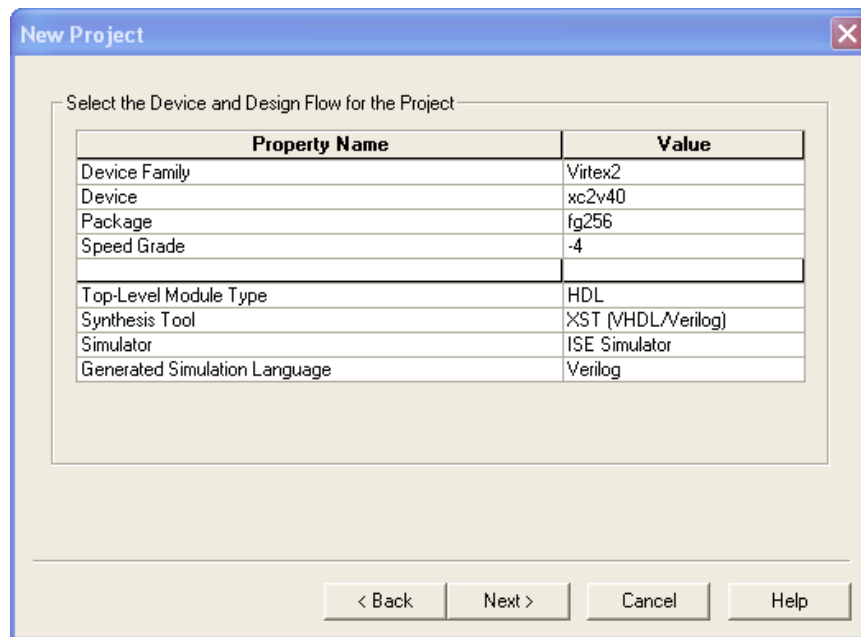 New Project
Select the Device and Design Flow for the Project
Property Name Value
Device Family Virtex2
Device xc2v40
Package fg256
Speed Grade -4
Top-Level Module Type HDL
Synthesis Tool XST (VHDL/Verilog)
Simulator ISE Simulator
Generated Simulation Language Verilog
< Back Next > Cancel Help